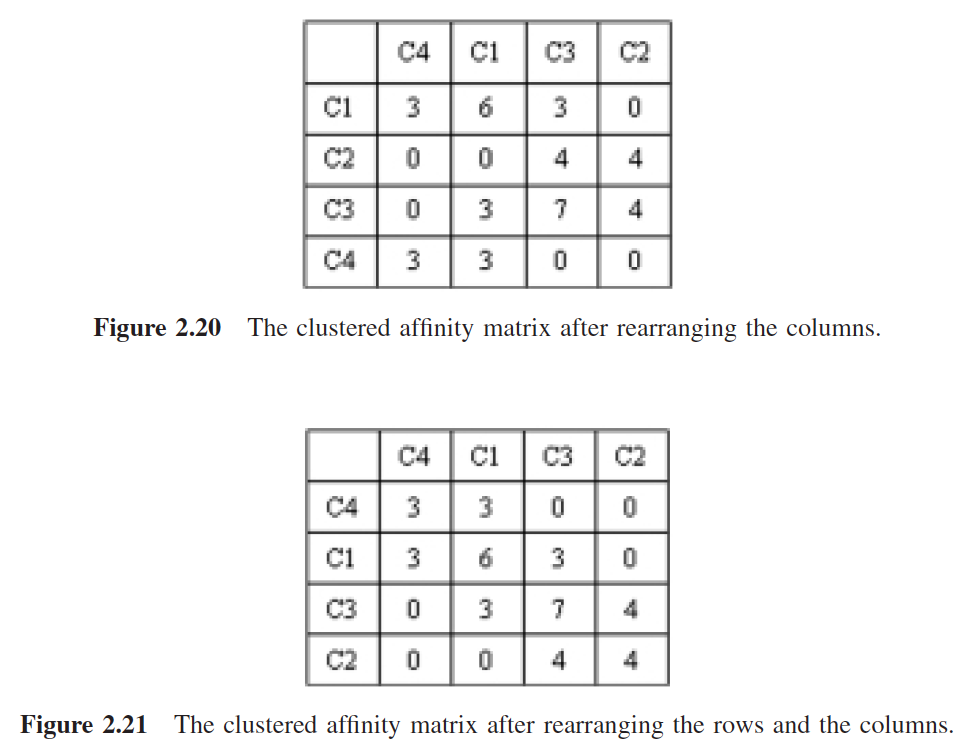 C4 C1 C3 C2
C1 3 6 3 0
C2 0 0 4 4
C3 0 3 7 4
C4 3 3 0 0
Figure 2.20 The clustered affinity matrix after rearranging the columns.
C4 C1 C3 C2
C4 3 3 0 0
C1 3 6 3 0
C3 0 3 7 4
C2 0 0 4 4
Figure 2.21 The clustered affinity matrix after rearranging the rows and the columns.